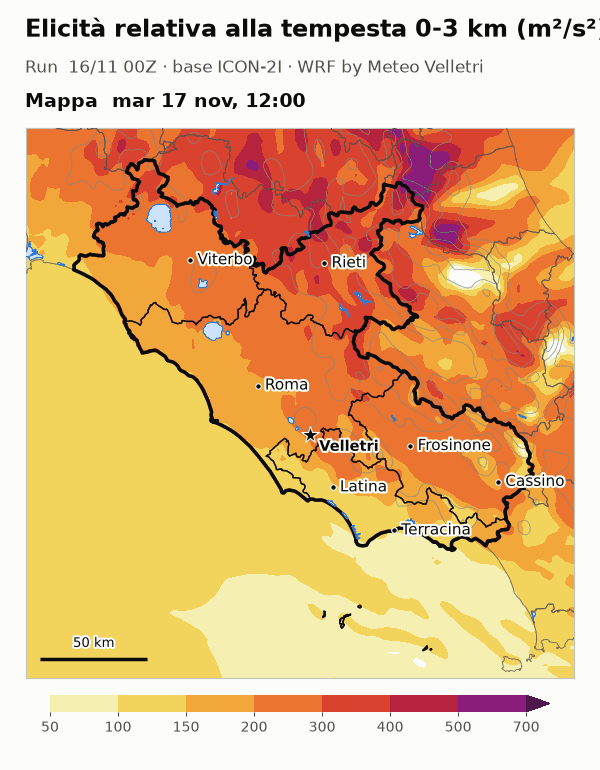 Elicità relativa alla tempesta 0-3 km (m²/s²)
Run 16/11 00Z · base ICON-2I · WRF by Meteo Velletri
Mappa mar 17 nov, 12:00
Viterbo
Rieti
Roma
Velletri
Frosinone
Cassino
Latina
Terracina
50 km
50 100 150 200 300 400 500 700